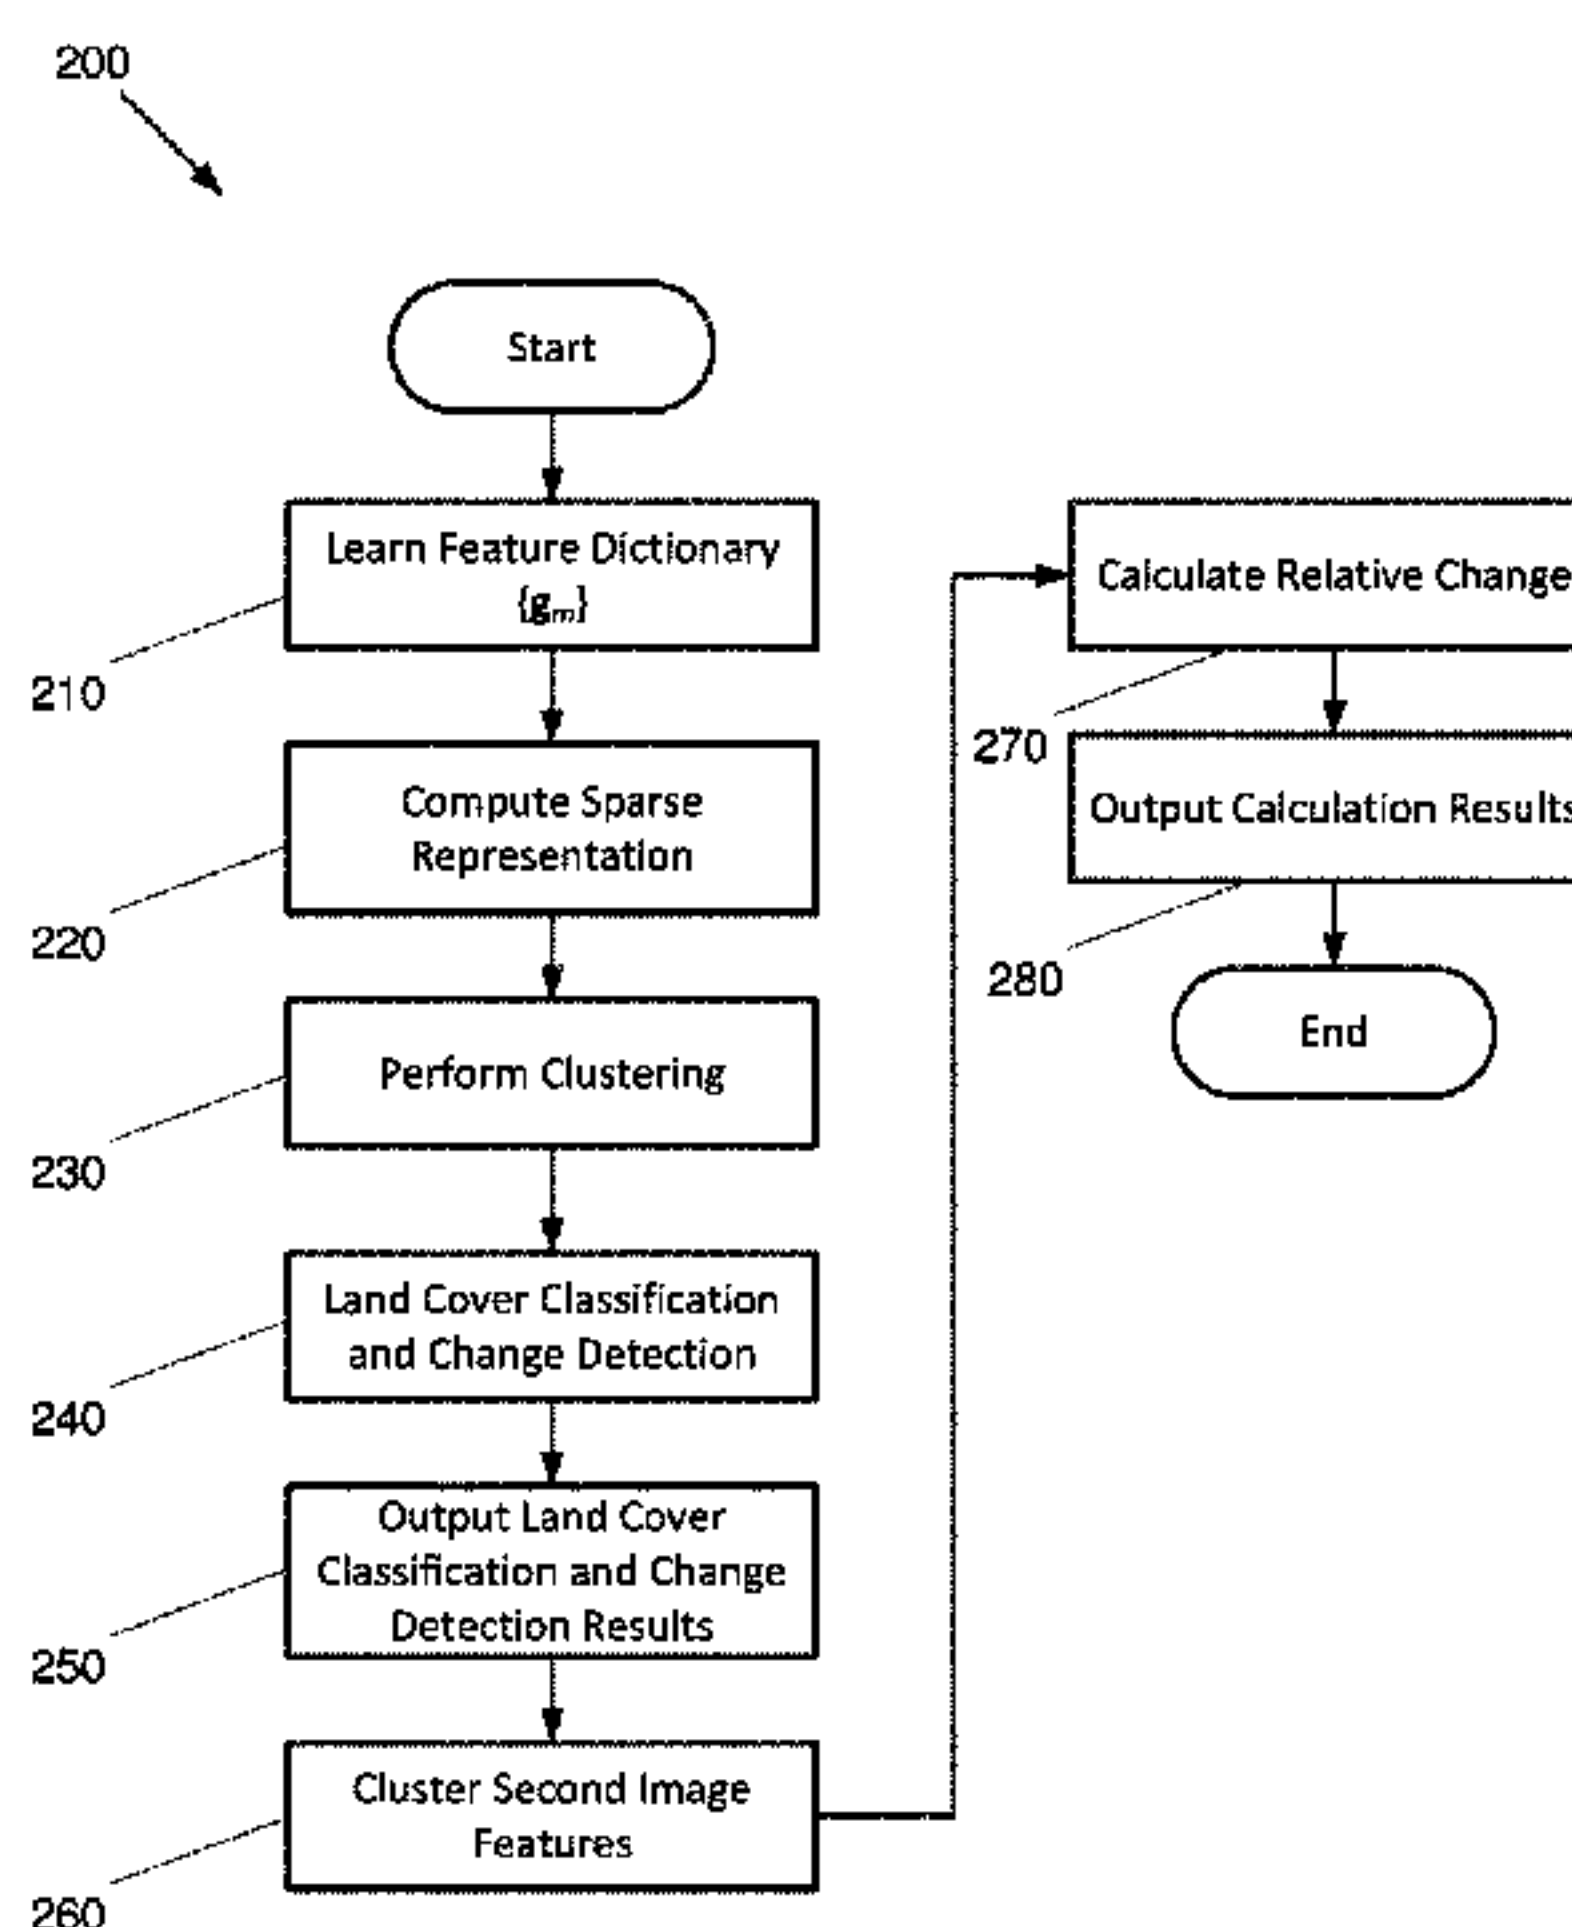 200
Start
Learn Feature Dictionary
{gm}
210
Compute Sparse
Representation
220
Perform Clustering
230
Land Cover Classification
and Change Detection
240
Output Land Cover
Classification and Change
Detection Results
250
Cluster Second Image
Features
260
Calculate Relative Change
270
Output Calculation Results
280
End